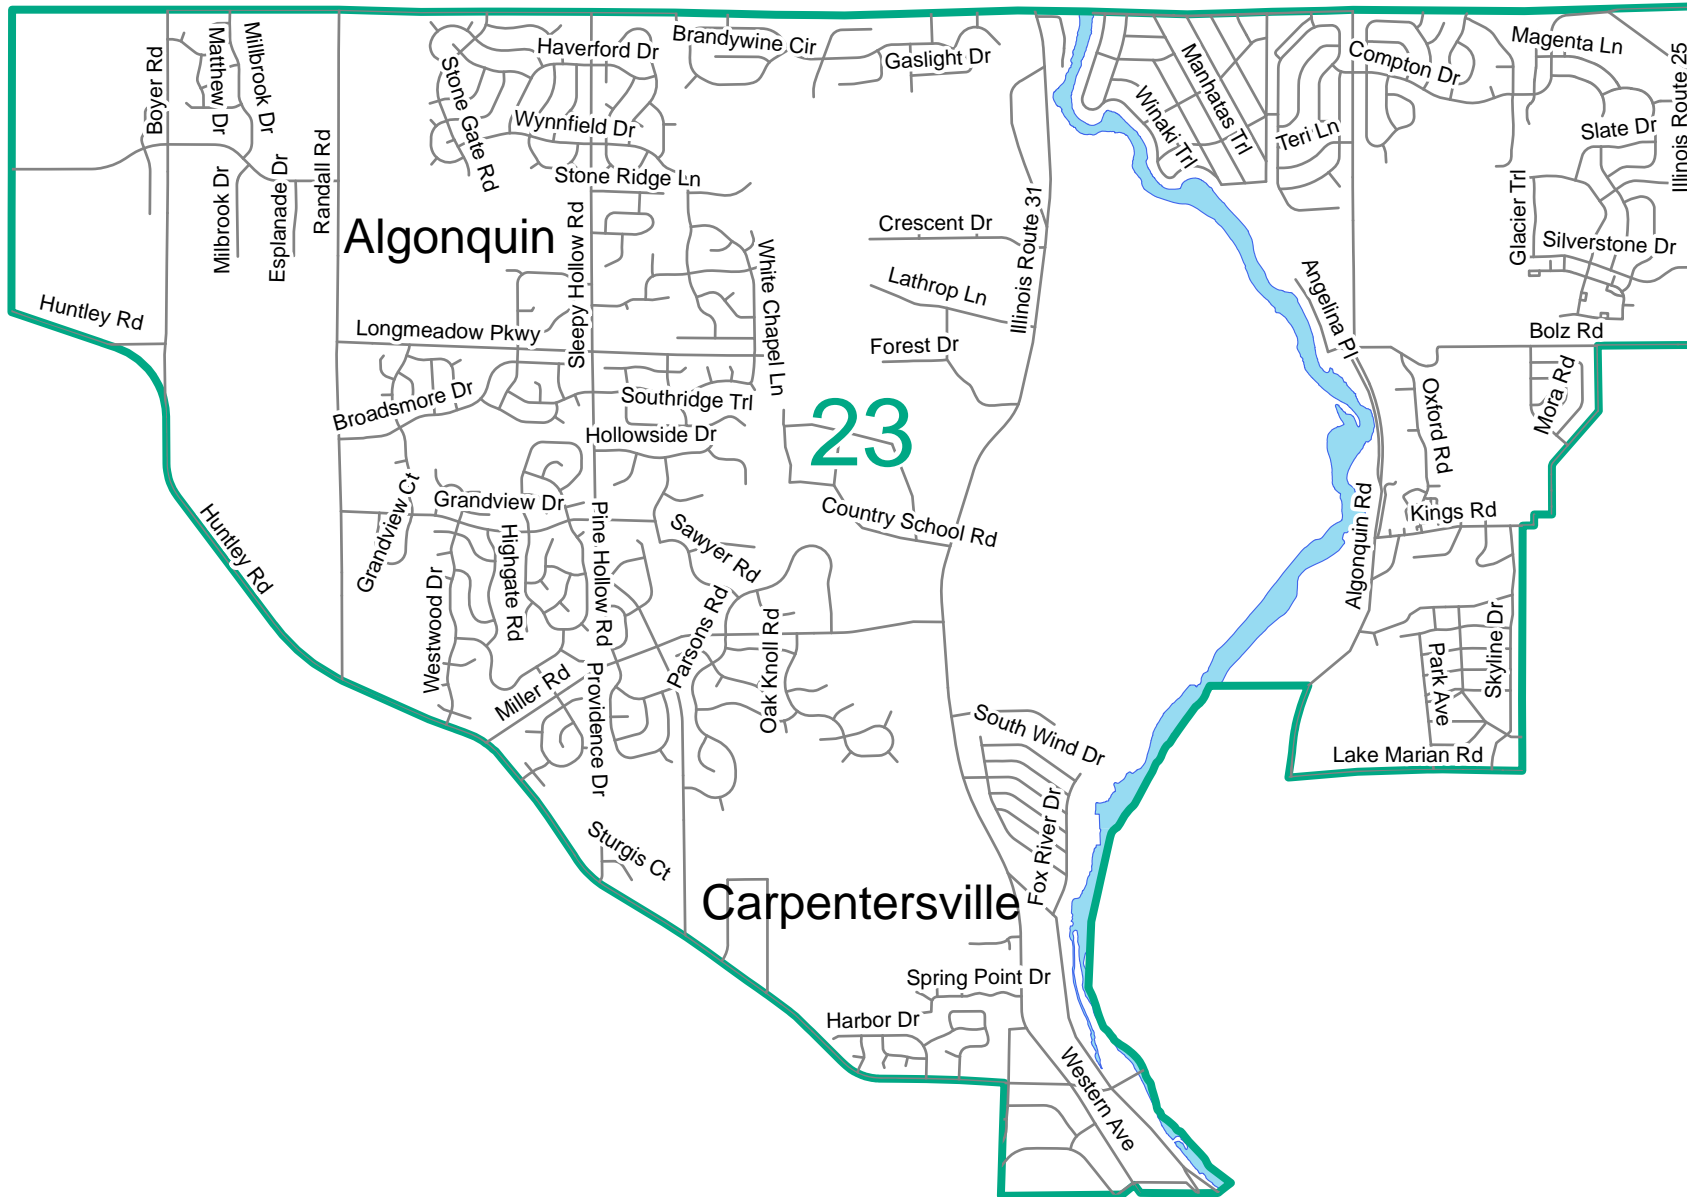 Boyer Rd
Matthew Dr
Millbrook Dr
Randall Rd
Milbrook Dr
Esplanade Dr
Stone Gate Rd
Haverford Dr
Wynnfield Dr
Stone Ridge Ln
Brandywine Cir
Gaslight Dr
Manhatas Trl
Winaki Trl
Teri Ln
Compton Dr
Magenta Ln
Illinois Route 25
Slate Dr
Glacier Trl
Silverstone Dr
Algonquin
Sleepy Hollow Rd
White Chapel Ln
Crescent Dr
Lathrop Ln
Illinois Route 31
Forest Dr
Angelina Pl
Bolz Rd
Huntley Rd
Longmeadow Pkwy
Broadsmore Dr
Southridge Trl
Hollowside Dr
23
Oxford Rd
Mora Rd
Grandview Ct
Grandview Dr
Highgate Rd
Pine Hollow Rd
Sawyer Rd
Country School Rd
Algonquin Rd
Kings Rd
Huntley Rd
Westwood Dr
Parsons Rd
Oak Knoll Rd
Miller Rd
Providence Dr
South Wind Dr
Park Ave
Skyline Dr
Lake Marian Rd
Fox River Dr
Sturgis Ct
Carpentersville
Spring Point Dr
Harbor Dr
Western Ave